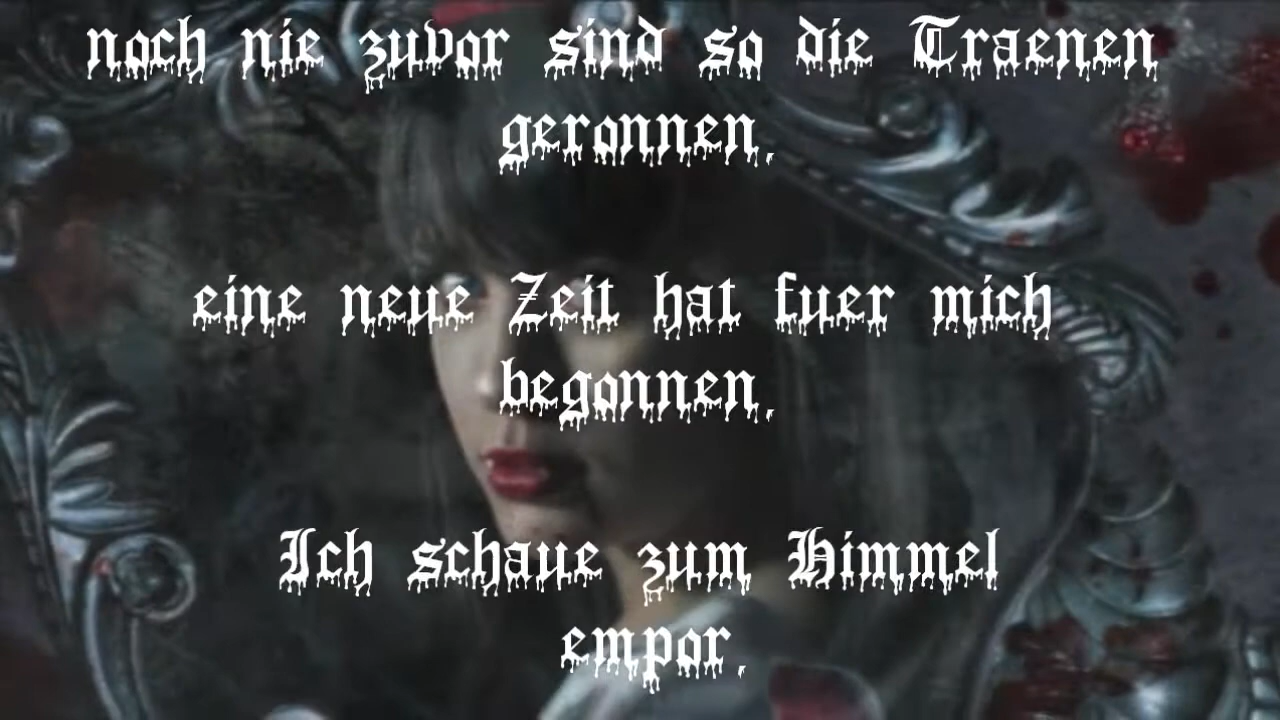 noch nie zuvor sind so die Traenen
geronnen.
eine neue Zeit hat fuer mich
begonnen.
Ich schaue zum Himmel
empor.